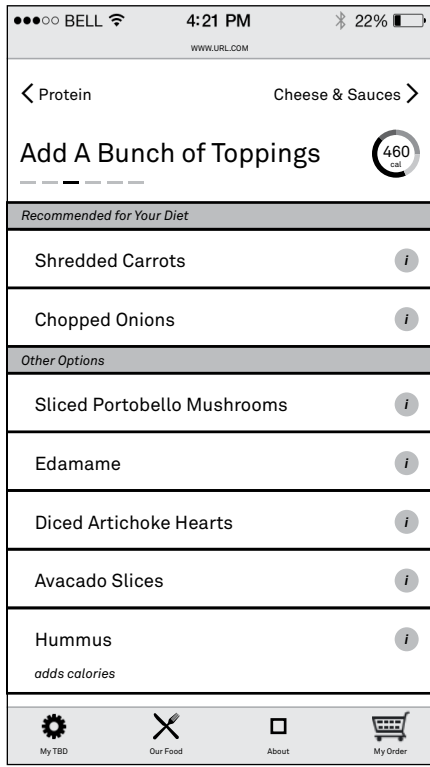 BELL 4:21 PM 22%
WWW.URL.COM
Protein Cheese & Sauces
Add A Bunch of Toppings
460
cal
Recommended for Your Diet
Shredded Carrots i
Chopped Onions i
Other Options
Sliced Portobello Mushrooms i
Edamame i
Diced Artichoke Hearts i
Avacado Slices i
Hummus i
adds calories
My TBD Our Food About My Order